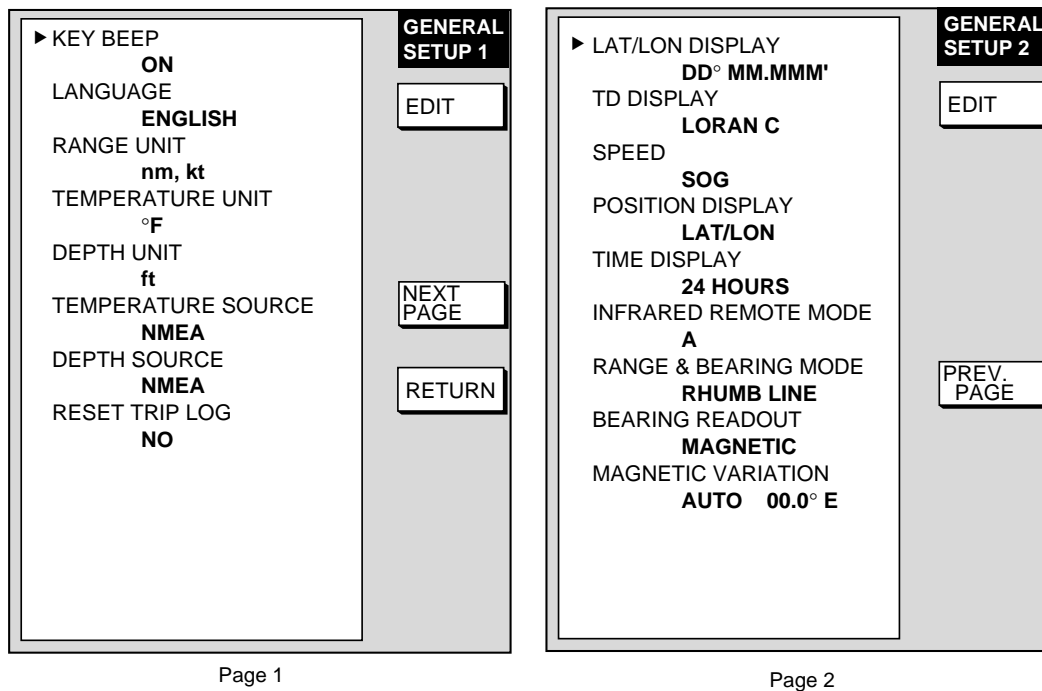 KEY BEEP
ON
LANGUAGE
ENGLISH
RANGE UNIT
nm, kt
TEMPERATURE UNIT
°F
DEPTH UNIT
ft
TEMPERATURE SOURCE
NMEA
DEPTH SOURCE
NMEA
RESET TRIP LOG
NO
GENERAL
SETUP 1
EDIT
NEXT
PAGE
RETURN
Page 1
LAT/LON DISPLAY
DD° MM.MMM'
TD DISPLAY
LORAN C
SPEED
SOG
POSITION DISPLAY
LAT/LON
TIME DISPLAY
24 HOURS
INFRARED REMOTE MODE
A
RANGE & BEARING MODE
RHUMB LINE
BEARING READOUT
MAGNETIC
MAGNETIC VARIATION
AUTO 00.0° E
GENERAL
SETUP 2
EDIT
PREV.
PAGE
Page 2